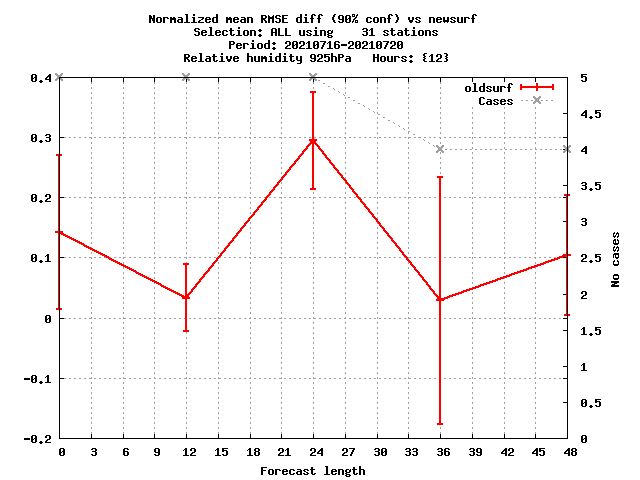 Normalized mean RMSE diff (90% conf) vs newsurf
Selection: ALL using    31 stations
Period: 20210716-20210720
Relative humidity 925hPa   Hours: {12}
oldsurf
Cases
0.4
0.3
0.2
0.1
0
-0.1
-0.2
5
4.5
4
3.5
3
2.5
2
1.5
1
0.5
0
No cases
0 3 6 9 12 15 18 21 24 27 30 33 36 39 42 45 48
Forecast length